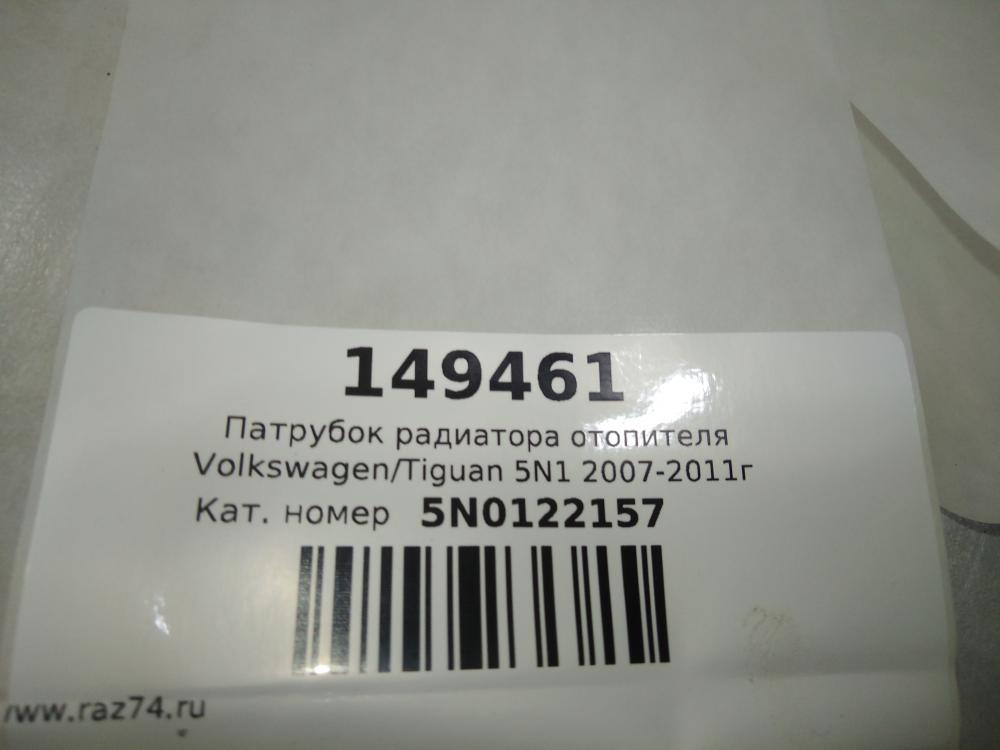 149461
Патрубок радиатора отопителя
Volkswagen/Tiguan 5N1 2007-2011г
Кат. номер 5N0122157
www.raz74.ru